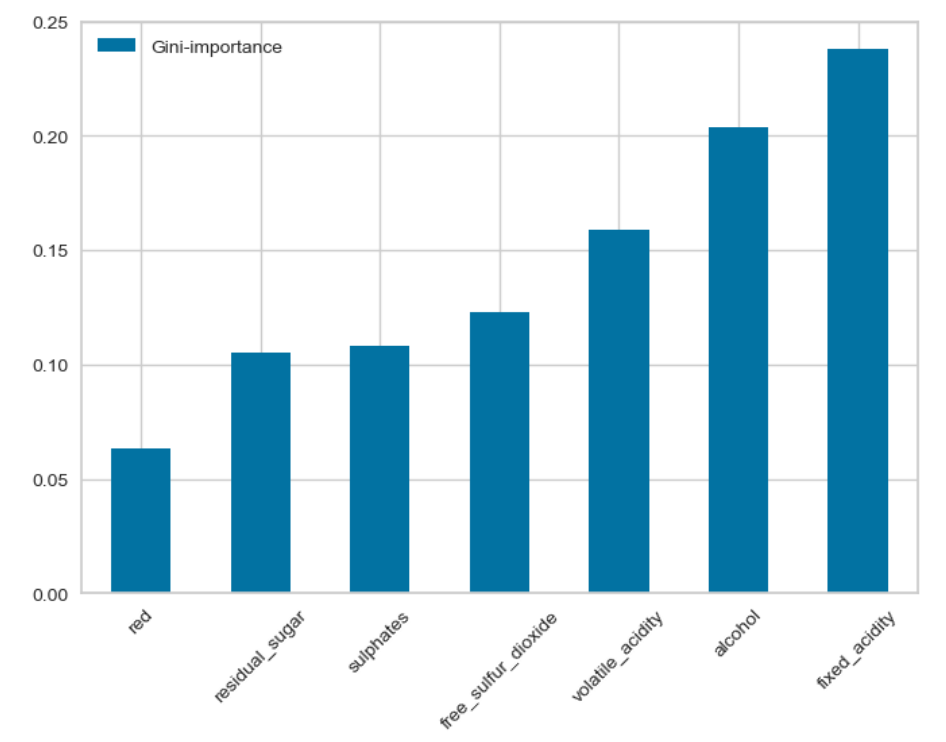 0.25
Gini-importance
0.20
0.15
0.10
0.05
0.00
red
residual_sugar
sulphates
free_sulfur_dioxide
volatile_acidity
alcohol
fixed_acidity